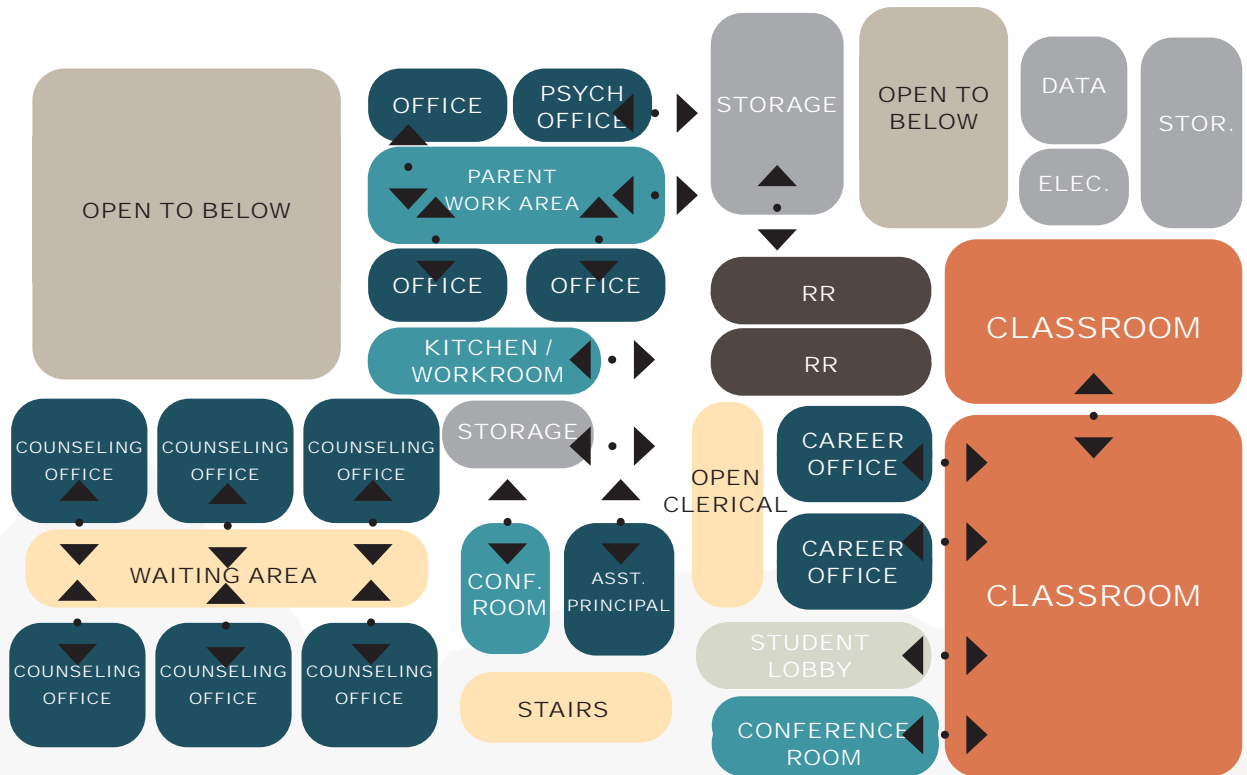 OPEN TO BELOW
OFFICE
PSYCH
OFFICE
STORAGE
OPEN TO
BELOW
DATA
STOR.
ELEC.
PARENT
WORK AREA
OFFICE
OFFICE
RR
RR
CLASSROOM
KITCHEN /
WORKROOM
STORAGE
COUNSELING
OFFICE
COUNSELING
OFFICE
COUNSELING
OFFICE
WAITING AREA
COUNSELING
OFFICE
COUNSELING
OFFICE
COUNSELING
OFFICE
CONF.
ROOM
ASST.
PRINCIPAL
STAIRS
OPEN
CLERICAL
CAREER
OFFICE
CAREER
OFFICE
CLASSROOM
STUDENT
LOBBY
CONFERENCE
ROOM